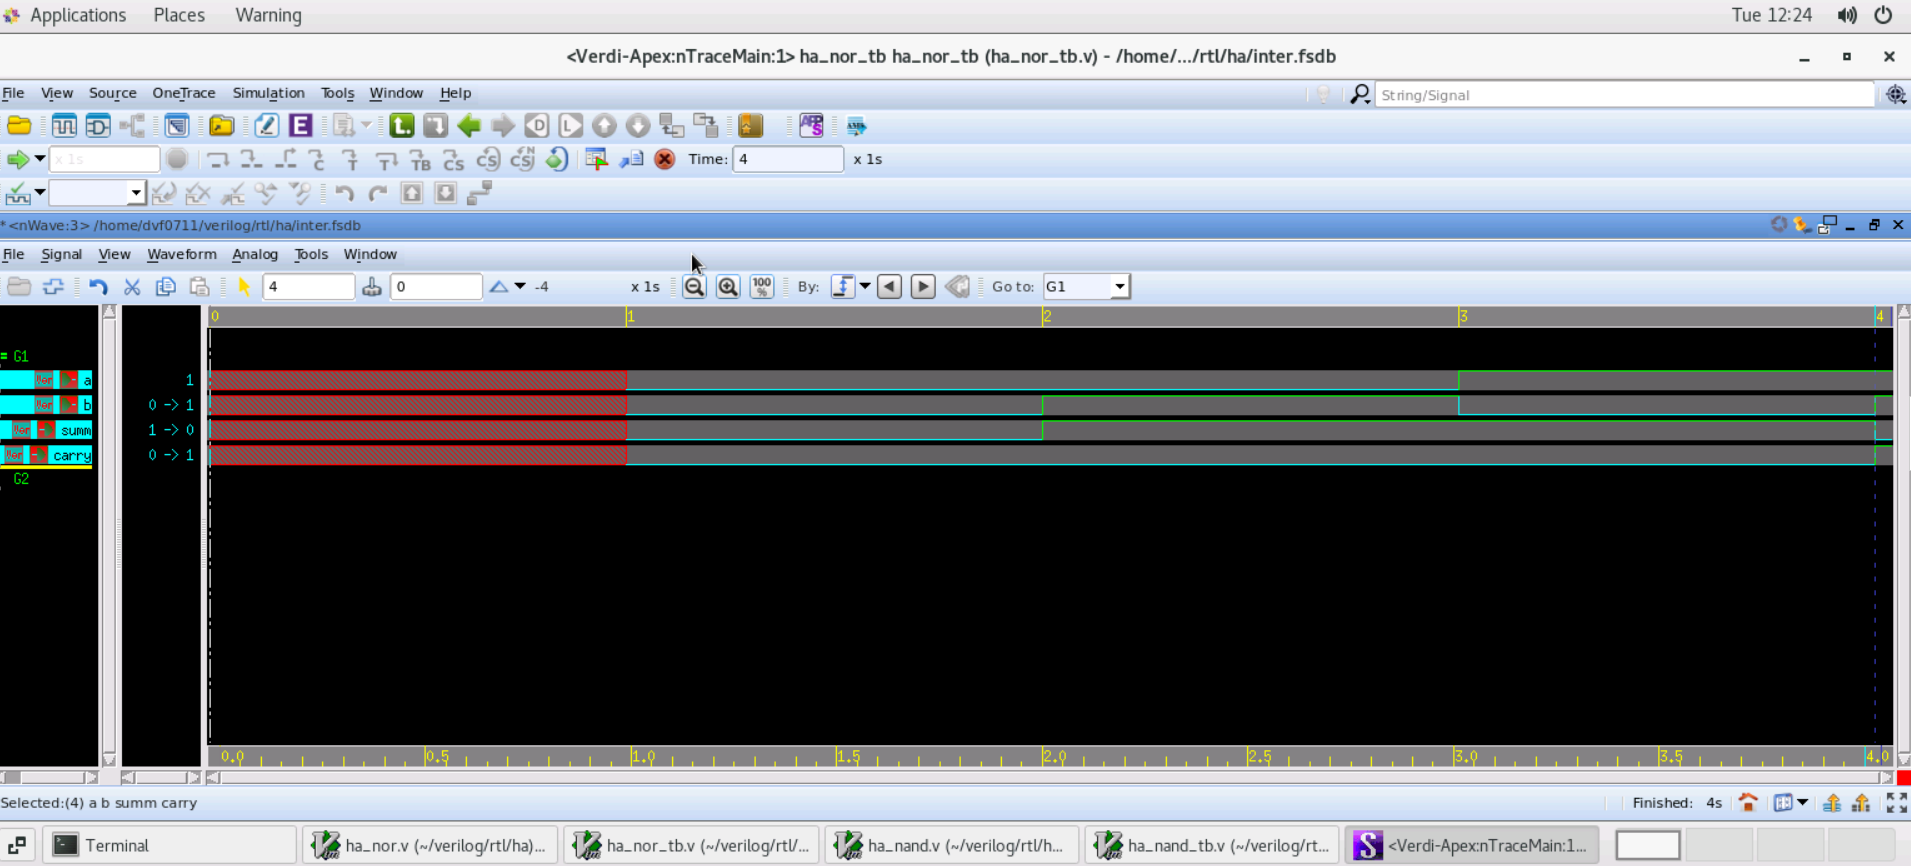 Applications Places Warning Tue 12:24
<Verdi-Apex:nTraceMain:1> ha_nor_tb ha_nor_tb (ha_nor_tb.v) - /home/.../rtl/ha/inter.fsdb
File View Source OneTrace Simulation Tools Window Help String/Signal
x 1s Time: 4 x 1s
*<nWave:3> /home/dvf0711/verilog/rtl/ha/inter.fsdb
File Signal View Waveform Analog Tools Window
4 0 -4 x 1s 100 % By: Go to: G1
0 1 2 3 4
= G1
a 1
b 0 -> 1
summ 1 -> 0
carry 0 -> 1
G2
0.0 0.5 1.0 1.5 2.0 2.5 3.0 3.5 4.0
Selected:(4) a b summ carry Finished: 4s
Terminal ha_nor.v (~/verilog/rtl/ha)... ha_nor_tb.v (~/verilog/rtl/... ha_nand.v (~/verilog/rtl/h... ha_nand_tb.v (~/verilog/rt... <Verdi-Apex:nTraceMain:1...